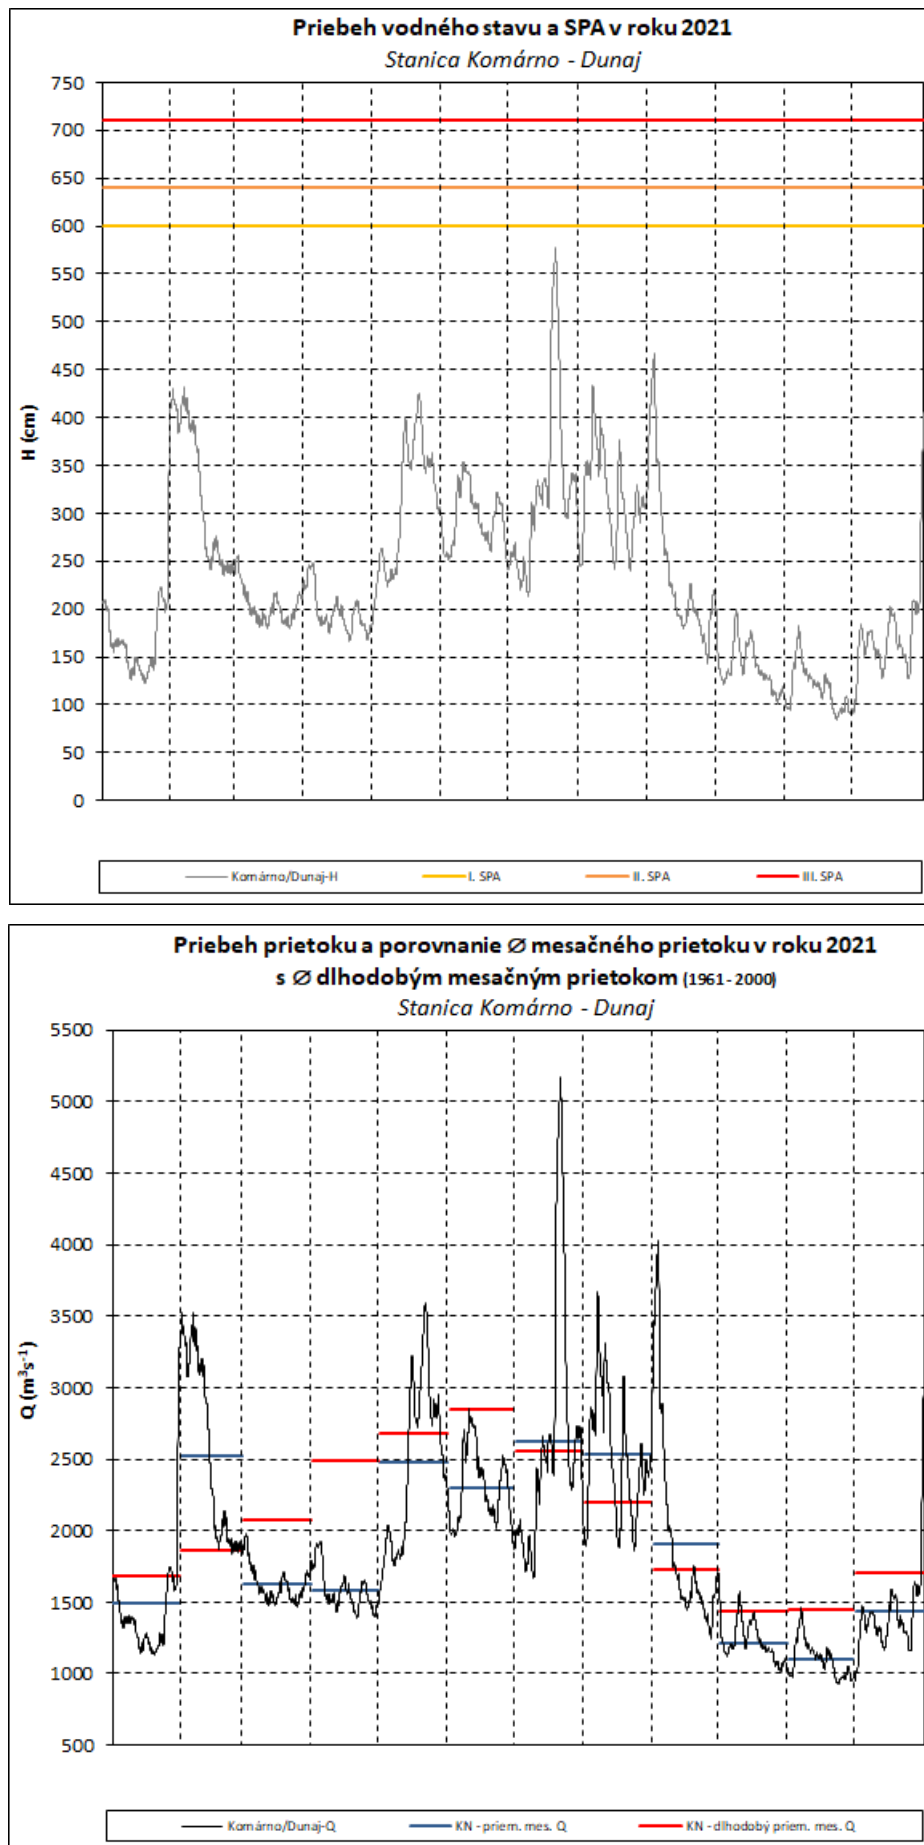 Priebeh vodného stavu a SPA v roku 2021
Stanica Komárno - Dunaj
H (cm)
750
700
650
600
550
500
450
400
350
300
250
200
150
100
50
0
Komárno/Dunaj-H
I. SPA
II. SPA
III. SPA
Priebeh prietoku a porovnanie ∅ mesačného prietoku v roku 2021
s ∅ dlhodobým mesačným prietokom (1961 - 2000)
Stanica Komárno - Dunaj
Q (m³s⁻¹)
5500
5000
4500
4000
3500
3000
2500
2000
1500
1000
500
Komárno/Dunaj-Q
KN - priem. mes. Q
KN - dlhodobý priem. mes. Q